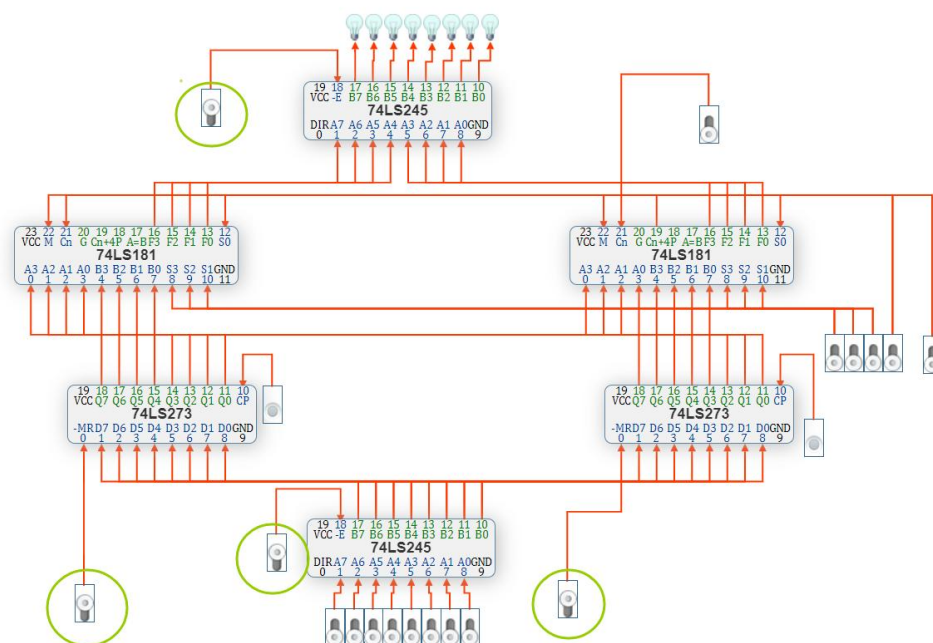 19 18 17 16 15 14 13 12 11 10
VCC -E B7 B6 B5 B4 B3 B2 B1 B0
74LS245
DIR A7 A6 A5 A4 A3 A2 A1 A0 GND
0 1 2 3 4 5 6 7 8 9
23 22 21 20 19 18 17 16 15 14 13 12
VCC M Cn G Cn+4 P A=B F3 F2 F1 F0 S0
74LS181
A3 A2 A1 A0 B3 B2 B1 B0 S3 S2 S1 GND
0 1 2 3 4 5 6 7 8 9 10 11
23 22 21 20 19 18 17 16 15 14 13 12
VCC M Cn G Cn+4 P A=B F3 F2 F1 F0 S0
74LS181
A3 A2 A1 A0 B3 B2 B1 B0 S3 S2 S1 GND
0 1 2 3 4 5 6 7 8 9 10 11
19 18 17 16 15 14 13 12 11 10
VCC Q7 Q6 Q5 Q4 Q3 Q2 Q1 Q0 CP
74LS273
-MR D7 D6 D5 D4 D3 D2 D1 D0 GND
0 1 2 3 4 5 6 7 8 9
19 18 17 16 15 14 13 12 11 10
VCC Q7 Q6 Q5 Q4 Q3 Q2 Q1 Q0 CP
74LS273
-MR D7 D6 D5 D4 D3 D2 D1 D0 GND
0 1 2 3 4 5 6 7 8 9
19 18 17 16 15 14 13 12 11 10
VCC -E B7 B6 B5 B4 B3 B2 B1 B0
74LS245
DIR A7 A6 A5 A4 A3 A2 A1 A0 GND
0 1 2 3 4 5 6 7 8 9